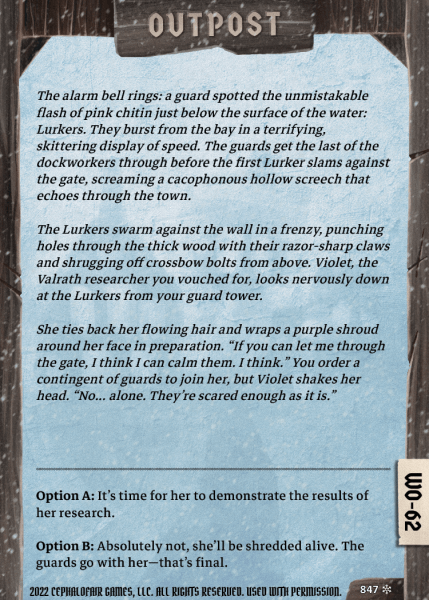 OUTPOST
The alarm bell rings: a guard spotted the unmistakable
flash of pink chitin just below the surface of the water:
Lurkers. They burst from the bay in a terrifying,
skittering display of speed. The guards get the last of the
dockworkers through before the first Lurker slams against
the gate, screaming a cacophonous hollow screech that
echoes through the town.
The Lurkers swarm against the wall in a frenzy, punching
holes through the thick wood with their razor-sharp claws
and shrugging off crossbow bolts from above. Violet, the
Valrath researcher you vouched for, looks nervously down
at the Lurkers from your guard tower.
She ties back her flowing hair and wraps a purple shroud
around her face in preparation. “If you can let me through
the gate, I think I can calm them. I think.” You order a
contingent of guards to join her, but Violet shakes her
head. “No... alone. They’re scared enough as it is.”
Option A: It’s time for her to demonstrate the results of
her research.
Option B: Absolutely not, she’ll be shredded alive. The
guards go with her—that’s final.
WO-62
2022 CEPHALOFAIR GAMES, LLC. ALL RIGHTS RESERVED. USED WITH PERMISSION.
847